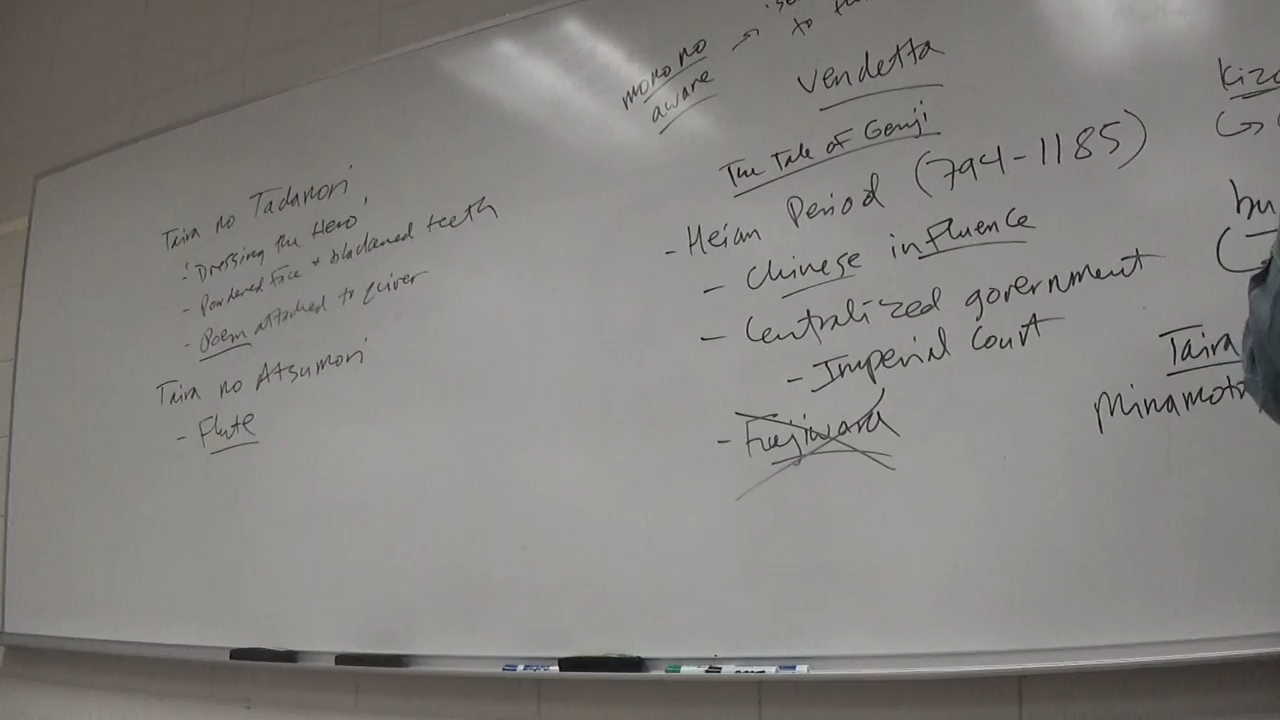 Taira no Tadanori
- 'Dressing the Hero'
- Powdered Face + blackened teeth
- Poem attached to quiver
Taira no Atsumori
- Flute
mono no
aware →
to
Vendetta
The Tale of Genji
- Heian Period (794-1185)
- Chinese influence
- Centralized government
- Imperial Court
- Fujiwara
Taira